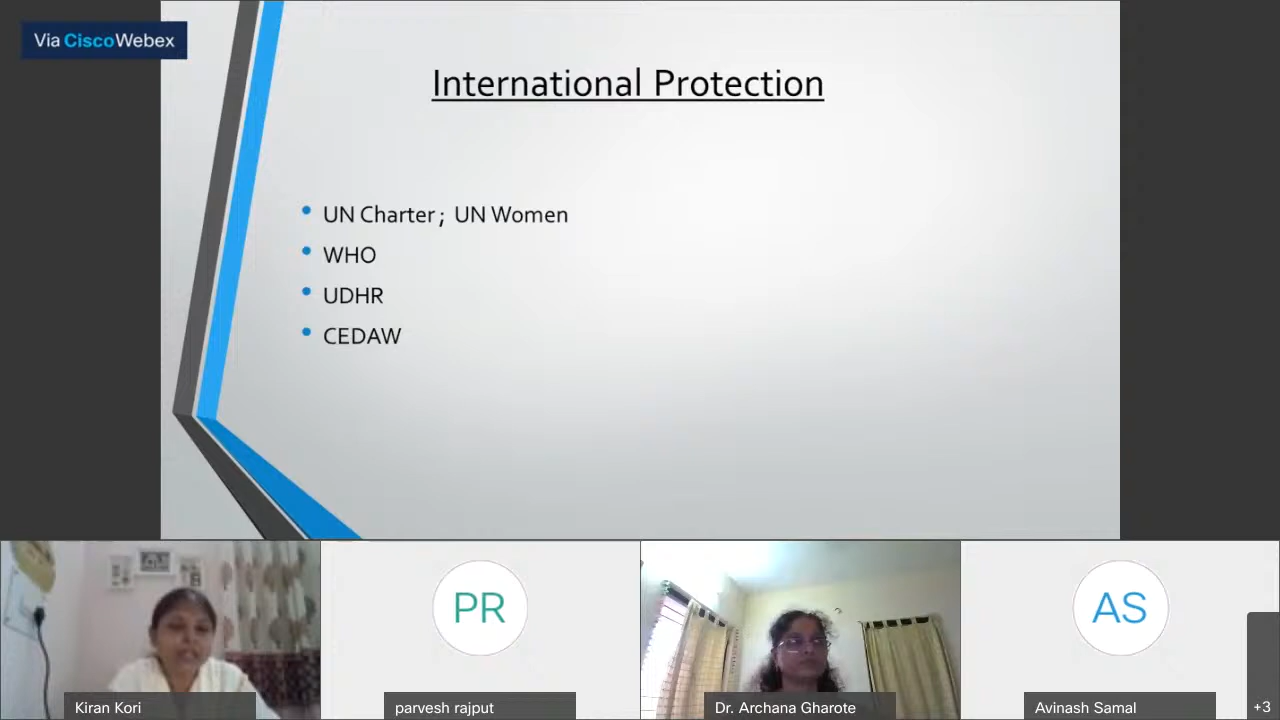 Via CiscoWebex
International Protection
• UN Charter ; UN Women
• WHO
• UDHR
• CEDAW
PR
AS
Kiran Kori
parvesh rajput
Dr. Archana Gharote
Avinash Samal
+3